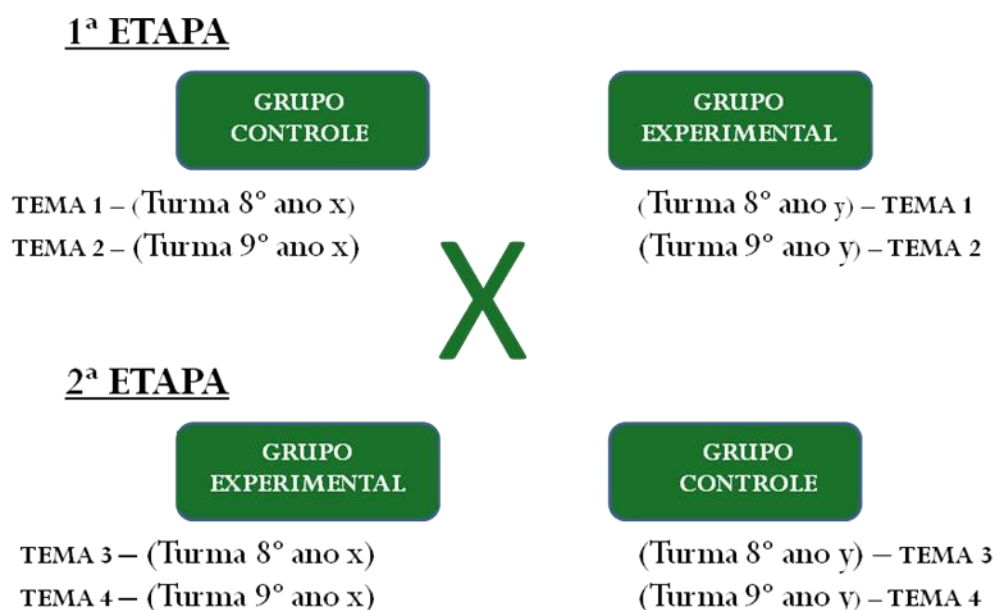 1ª ETAPA
GRUPO
CONTROLE
GRUPO
EXPERIMENTAL
TEMA 1 – (Turma 8° ano x)
(Turma 8° ano y) – TEMA 1
TEMA 2 – (Turma 9° ano x)
(Turma 9° ano y) – TEMA 2
X
2ª ETAPA
GRUPO
EXPERIMENTAL
GRUPO
CONTROLE
TEMA 3 – (Turma 8° ano x)
(Turma 8° ano y) – TEMA 3
TEMA 4 – (Turma 9° ano x)
(Turma 9° ano y) – TEMA 4